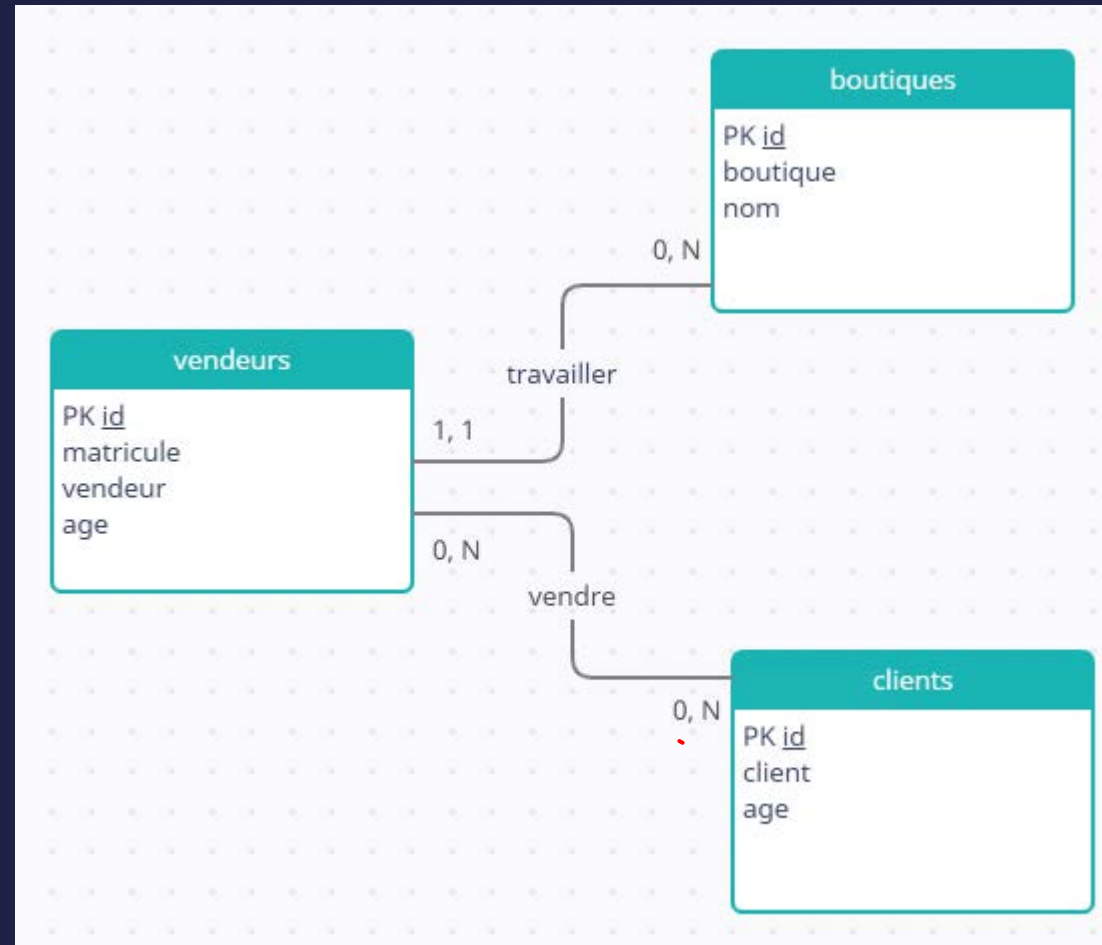 boutiques
PK id
boutique
nom
0, N
travailler
1, 1
vendeurs
PK id
matricule
vendeur
age
0, N
vendre
0, N
clients
PK id
client
age